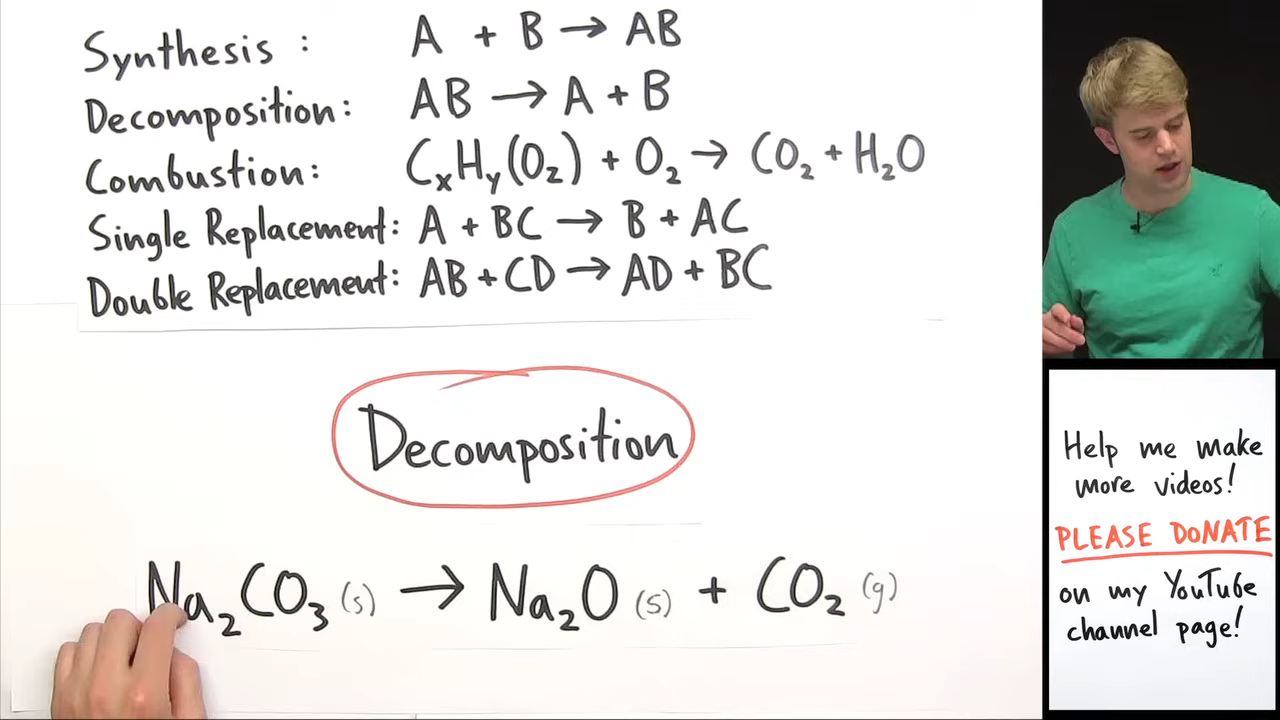 Synthesis : A + B → AB
Decomposition: AB → A + B
Combustion: CₓHᵧ(O₂) + O₂ → CO₂ + H₂O
Single Replacement: A + BC → B + AC
Double Replacement: AB + CD → AD + BC
Decomposition
Na₂CO₃ (s) → Na₂O (s) + CO₂ (g)
Help me make
more videos!
PLEASE DONATE
on my YouTube
channel page!